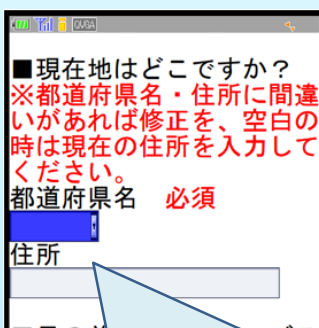 QVGA
■現在地はどこですか？
※都道府県名・住所に間違
いがあれば修正を、空白の
時は現在の住所を入力して
ください。
都道府県名 必須
住所